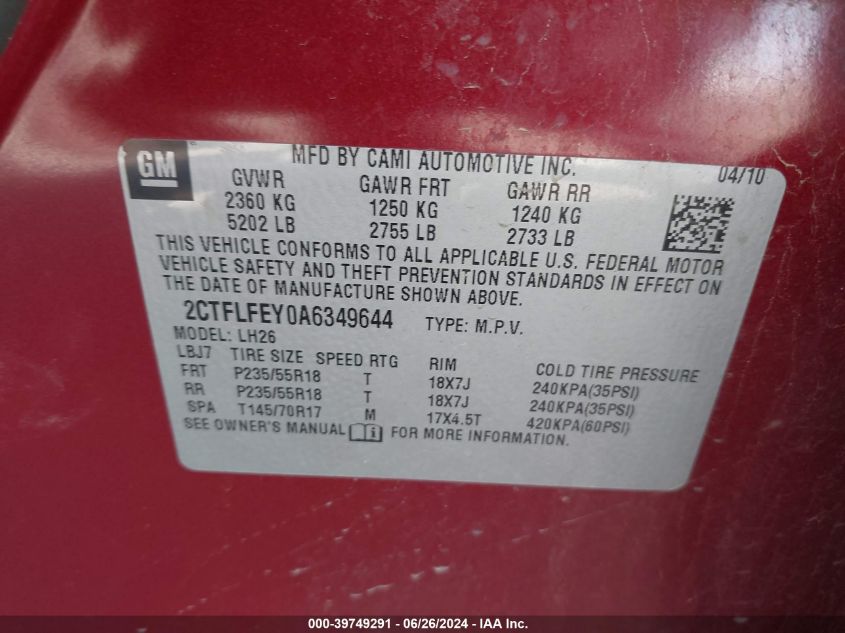 GM
MFD BY CAMI AUTOMOTIVE INC. 04/10
GVWR GAWR FRT GAWR RR
2360 KG 1250 KG 1240 KG
5202 LB 2755 LB 2733 LB
THIS VEHICLE CONFORMS TO ALL APPLICABLE U.S. FEDERAL MOTOR
VEHICLE SAFETY AND THEFT PREVENTION STANDARDS IN EFFECT ON
THE DATE OF MANUFACTURE SHOWN ABOVE.
2CTFLFEY0A6349644 TYPE: M.P.V.
MODEL: LH26
LBJ7 TIRE SIZE SPEED RTG RIM COLD TIRE PRESSURE
FRT P235/55R18 T 18X7J 240KPA(35PSI)
RR P235/55R18 T 18X7J 240KPA(35PSI)
SPA T145/70R17 M 17X4.5T 420KPA(60PSI)
SEE OWNER'S MANUAL FOR MORE INFORMATION.
000-39749291 - 06/26/2024 - IAA Inc.